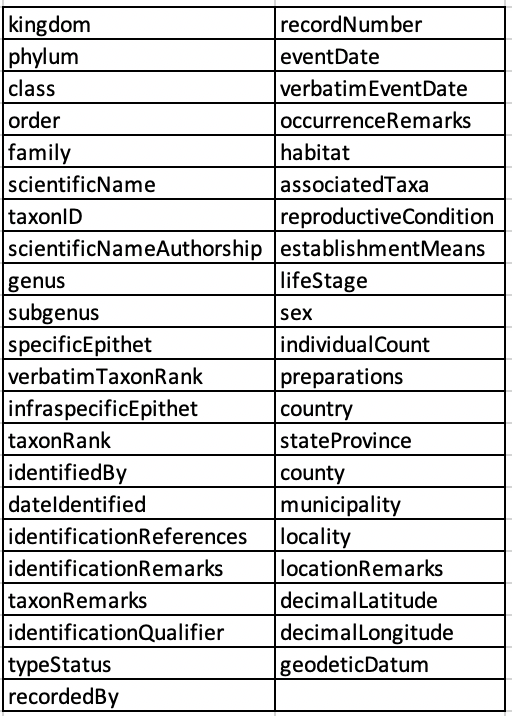 kingdom recordNumber
phylum eventDate
class verbatimEventDate
order occurrenceRemarks
family habitat
scientificName associatedTaxa
taxonID reproductiveCondition
scientificNameAuthorship establishmentMeans
genus lifeStage
subgenus sex
specificEpithet individualCount
verbatimTaxonRank preparations
infraspecificEpithet country
taxonRank stateProvince
identifiedBy county
dateIdentified municipality
identificationReferences locality
identificationRemarks locationRemarks
taxonRemarks decimalLatitude
identificationQualifier decimalLongitude
typeStatus geodeticDatum
recordedBy